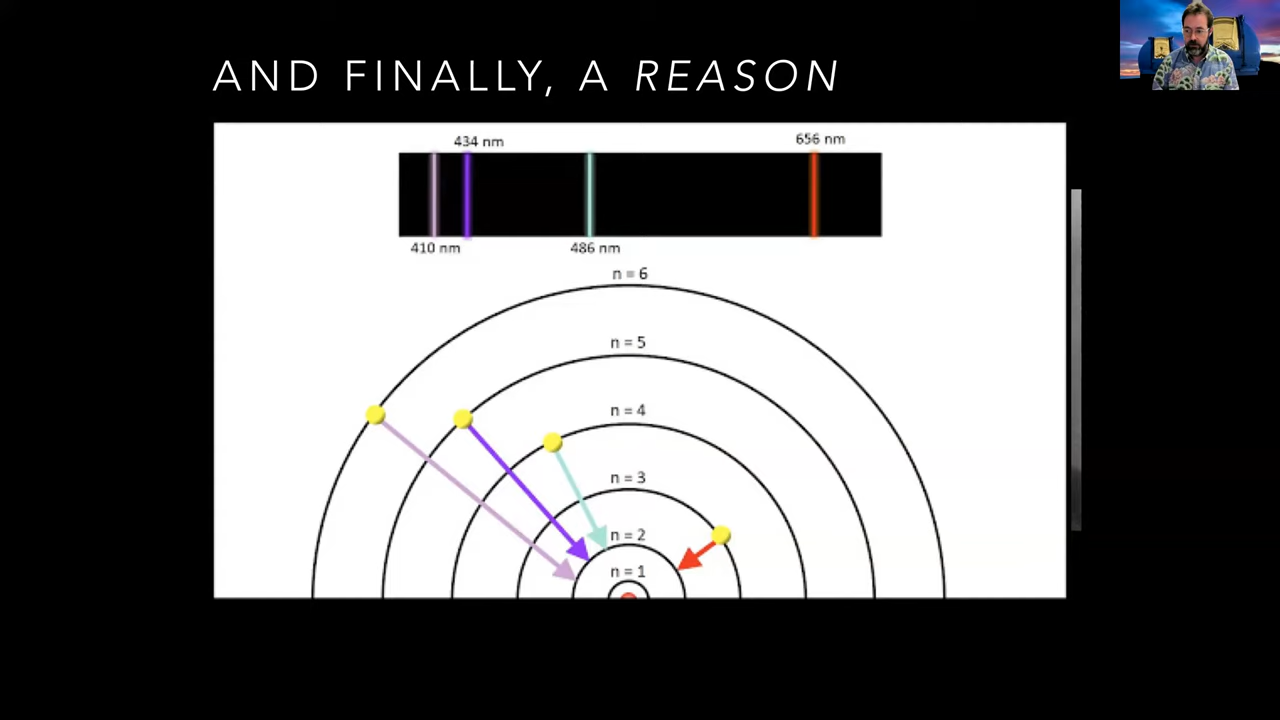 AND FINALLY, A REASON
434 nm
656 nm
410 nm
486 nm
n = 6
n = 5
n = 4
n = 3
n = 2
n = 1